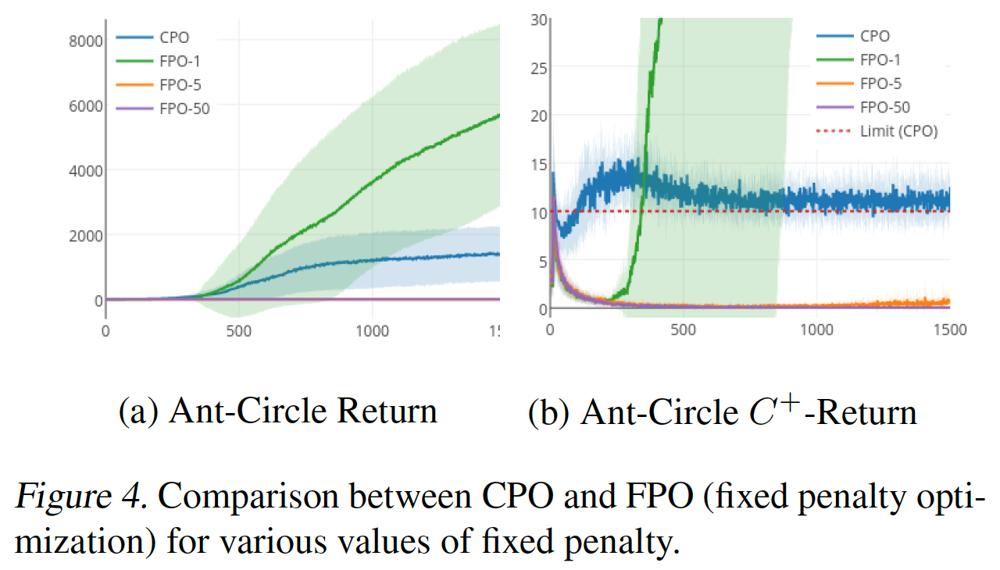 8000
6000
4000
2000
0
0
500
1000
CPO
FPO-1
FPO-5
FPO-50
30
25
20
15
10
5
0
0
500
1000
1500
CPO
FPO-1
FPO-5
FPO-50
Limit (CPO)
(a) Ant-Circle Return
(b) Ant-Circle C⁺-Return
Figure 4. Comparison between CPO and FPO (fixed penalty opti-
mization) for various values of fixed penalty.